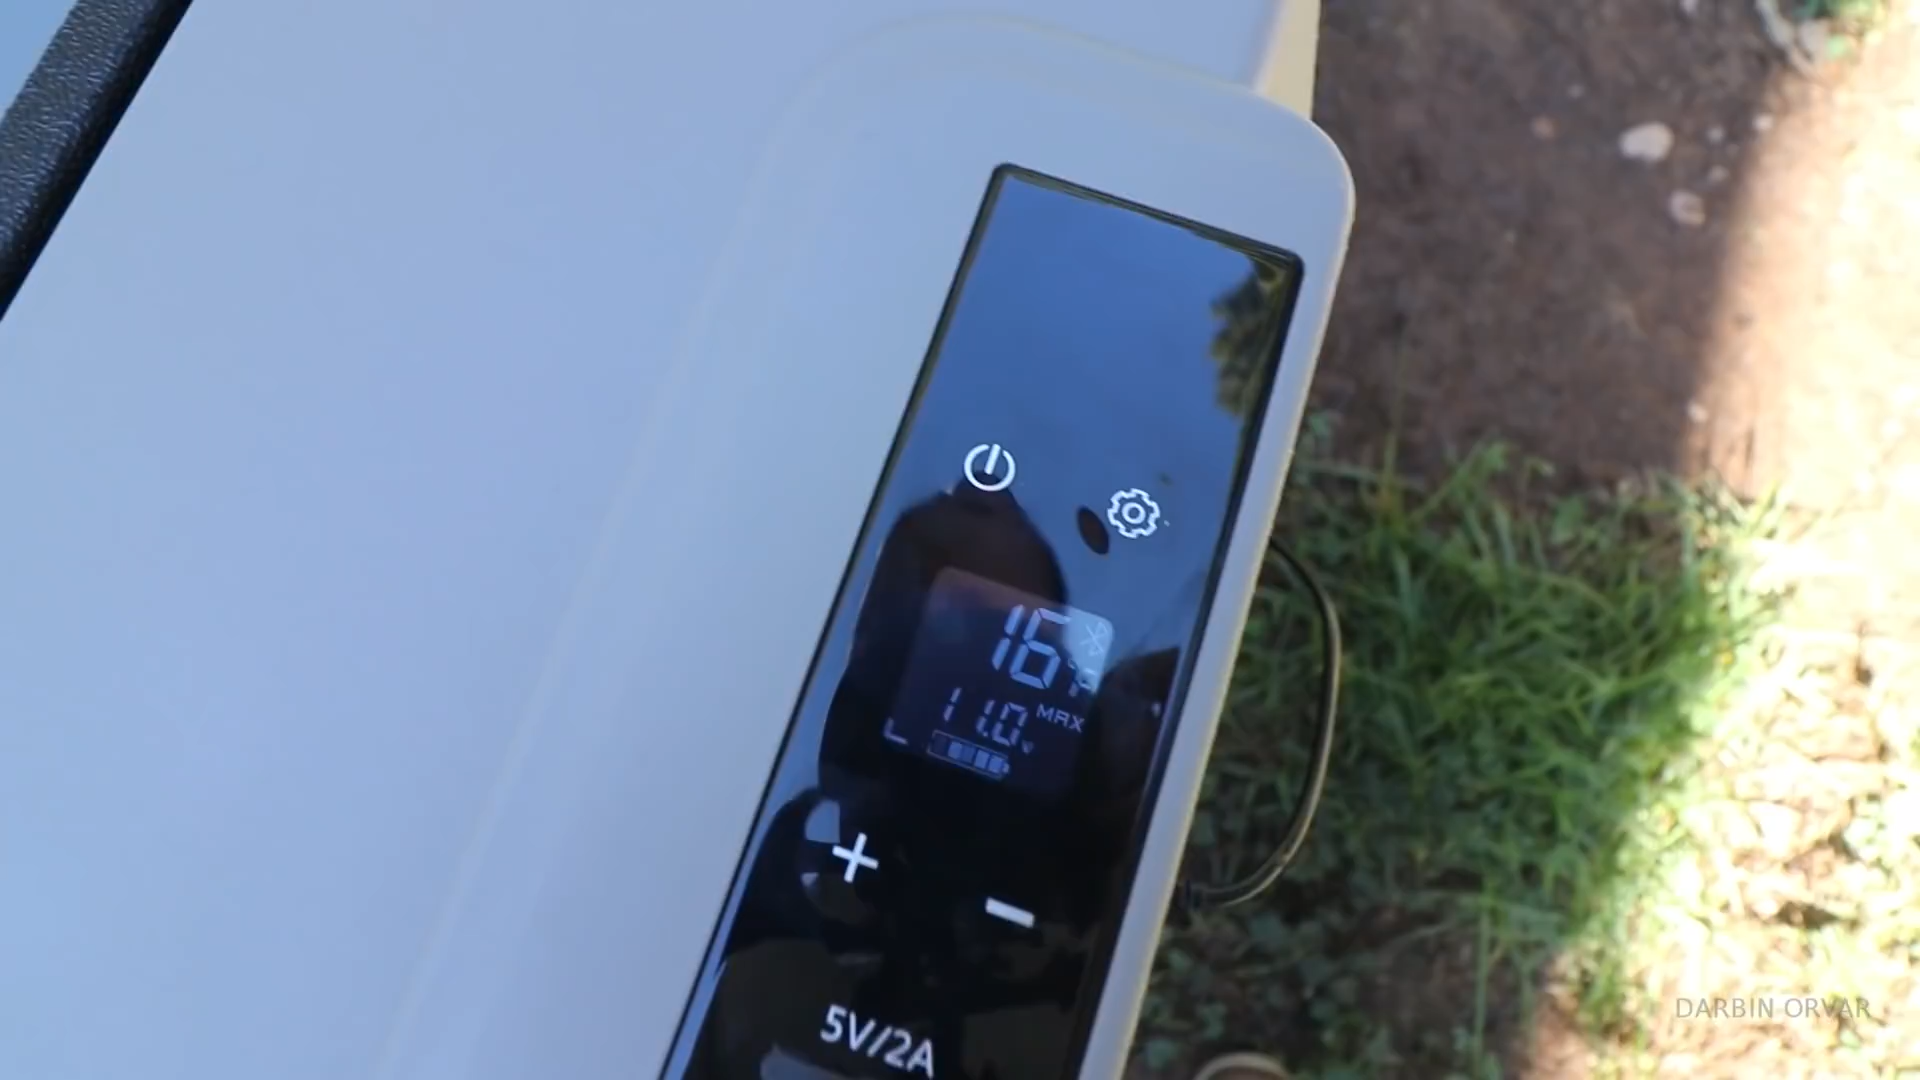 16°F
11.0v MAX
L
+ −
5V/2A
DARBIN ORVAR